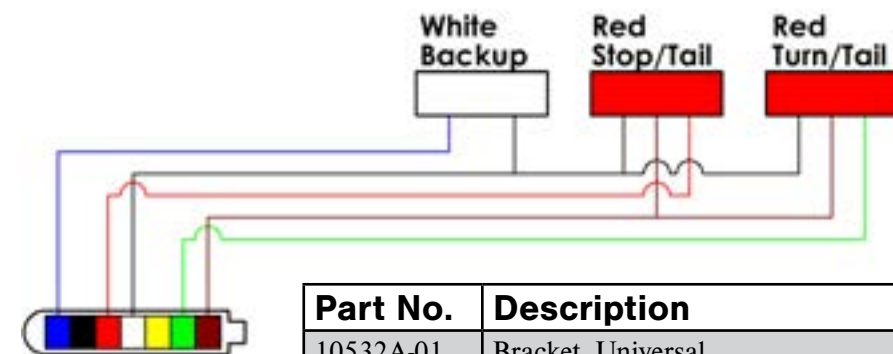 White
Backup
Red
Stop/Tail
Red
Turn/Tail
Part No. Description
10532A-01 Bracket, Universal